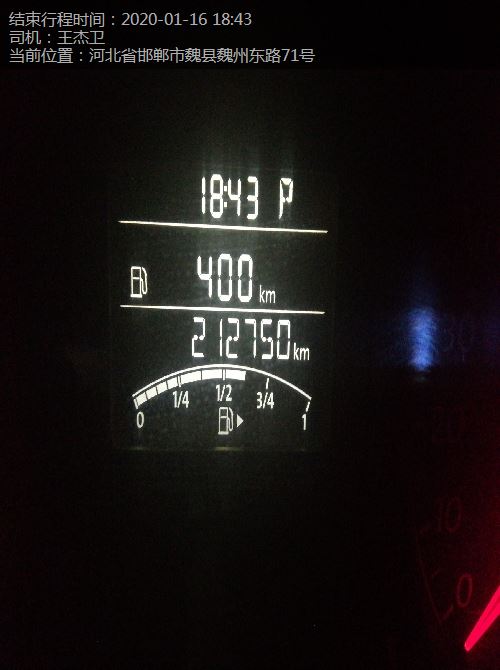 结束行程时间：2020-01-16 18:43
司机：王杰卫
当前位置：河北省邯郸市魏县魏州东路71号
18:43 P
400 km
212750 km
0 1/4 1/2 3/4 1
10
0